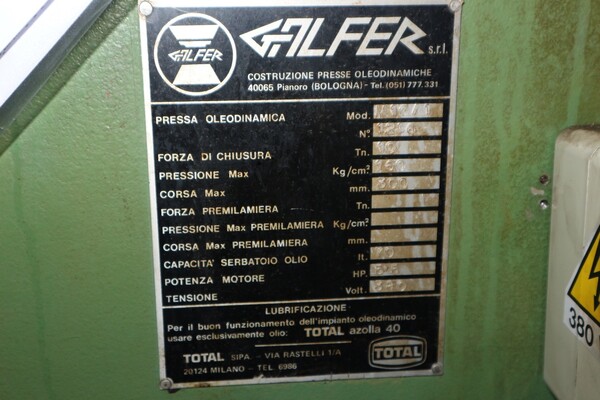 GALFER
GALFER s.r.l.
COSTRUZIONE PRESSE OLEODINAMICHE
40065 Pianoro (BOLOGNA) - Tel. (051) 777.331
PRESSA OLEODINAMICA Mod.
N°
FORZA DI CHIUSURA Tn.
PRESSIONE Max Kg/cm²
CORSA Max mm.
FORZA PREMILAMIERA Tn.
PRESSIONE Max PREMILAMIERA Kg/cm²
CORSA Max PREMILAMIERA mm.
CAPACITA' SERBATOIO OLIO lt.
POTENZA MOTORE HP.
TENSIONE Volt.
LUBRIFICAZIONE
Per il buon funzionamento dell'impianto oleodinamico
usare esclusivamente olio: TOTAL azolla 40
TOTAL SIPA - VIA RASTELLI 1/A
20124 MILANO - TEL. 6986
TOTAL
380